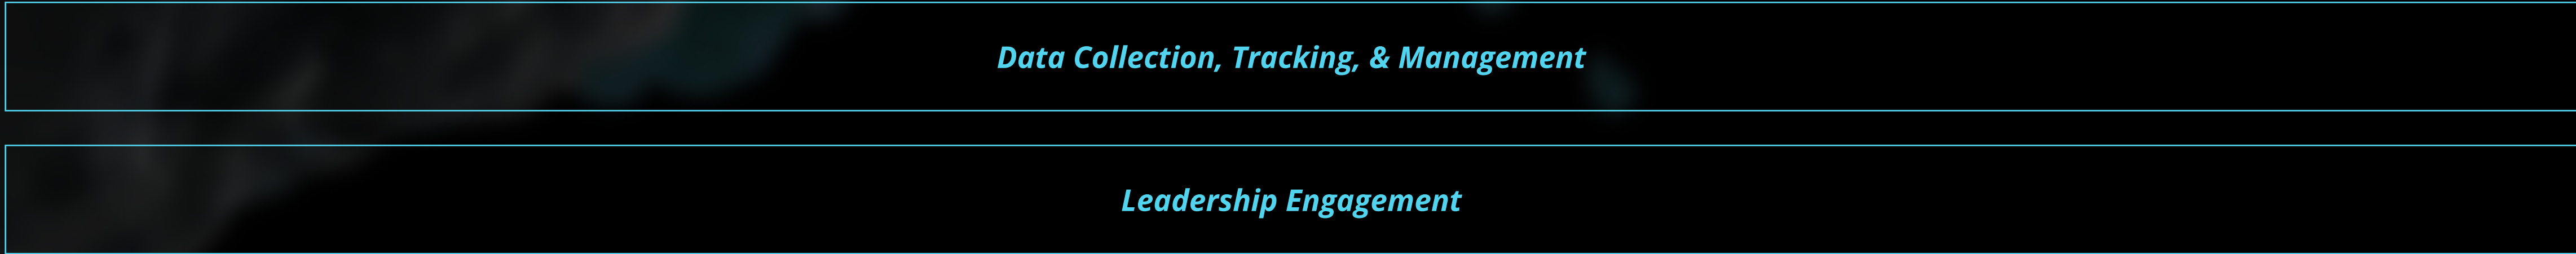 Data Collection, Tracking, & Management
Leadership Engagement